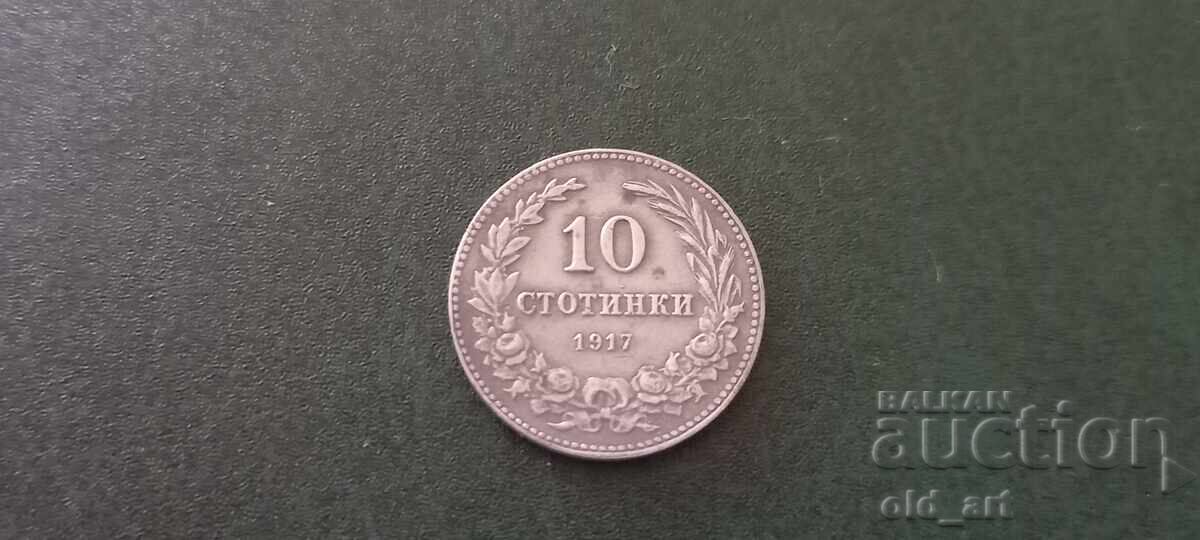 10
СТОТИНКИ
1917
BALKAN
auction
old_art